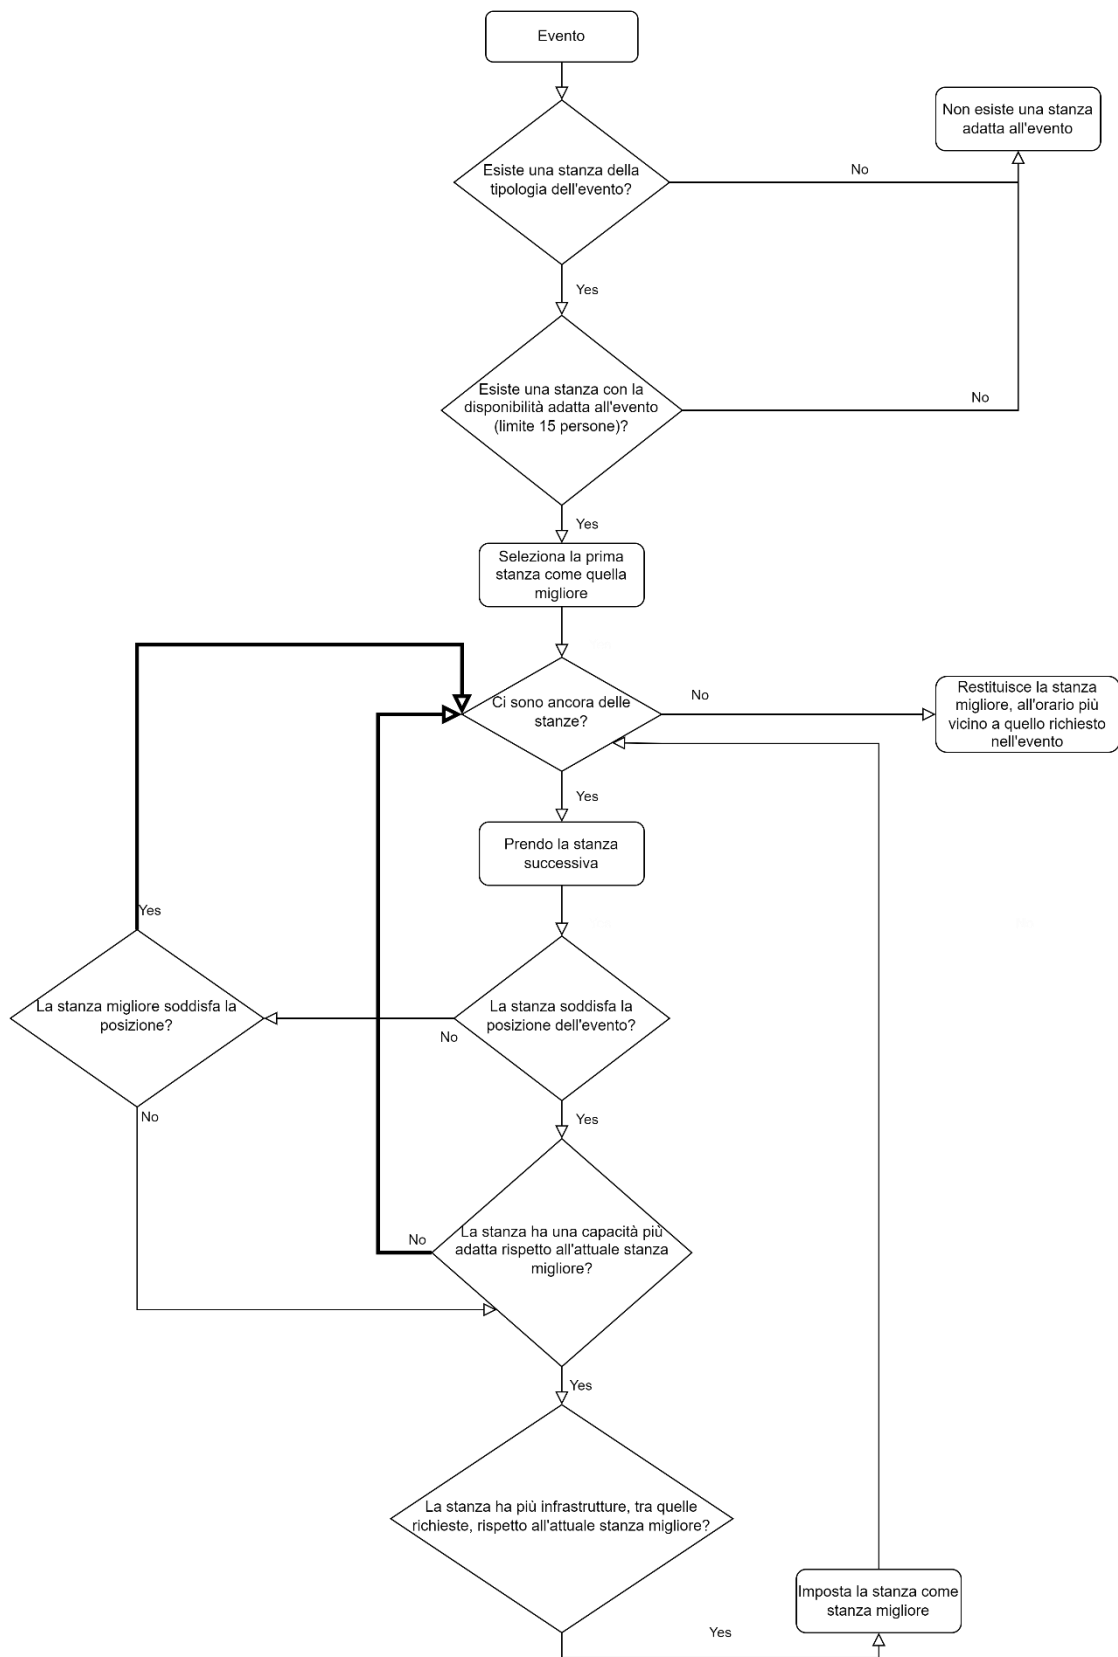 Evento
Non esiste una stanza
adatta all'evento
Esiste una stanza della
tipologia dell'evento?
No
Yes
Esiste una stanza con la
disponibilità adatta all'evento
(limite 15 persone)?
No
Yes
Seleziona la prima
stanza come quella
migliore
Ci sono ancora delle
stanze?
No
Restituisce la stanza
migliore, all'orario più
vicino a quello richiesto
nell'evento
Yes
Prendo la stanza
successiva
Yes
La stanza migliore soddisfa la
posizione?
La stanza soddisfa la
posizione dell'evento?
No
No
Yes
La stanza ha una capacità più
adatta rispetto all'attuale stanza
migliore?
No
Yes
La stanza ha più infrastrutture, tra quelle
richieste, rispetto all'attuale stanza migliore?
Imposta la stanza come
stanza migliore
Yes